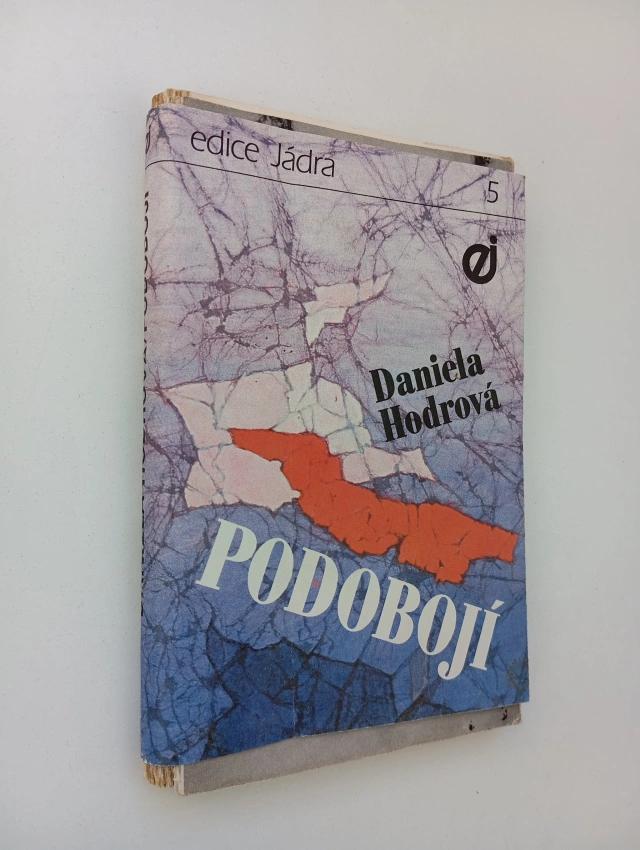 edice Jádra
5
ej
Daniela
Hodrová
PODOBOJÍ